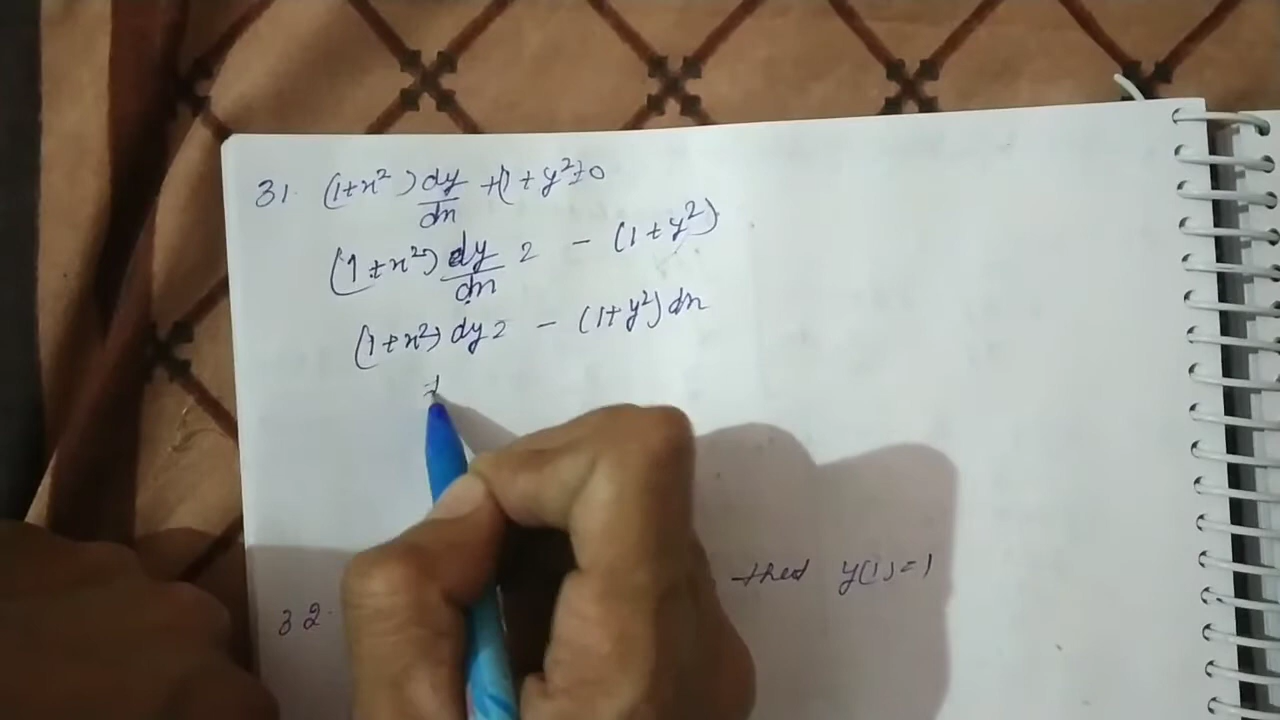 31. (1+x²) dy/dx + (1+y²)=0
(1+x²) dy/dx = - (1+y²)
(1+x²) dy = - (1+y²) dx
32. that y(1)=1